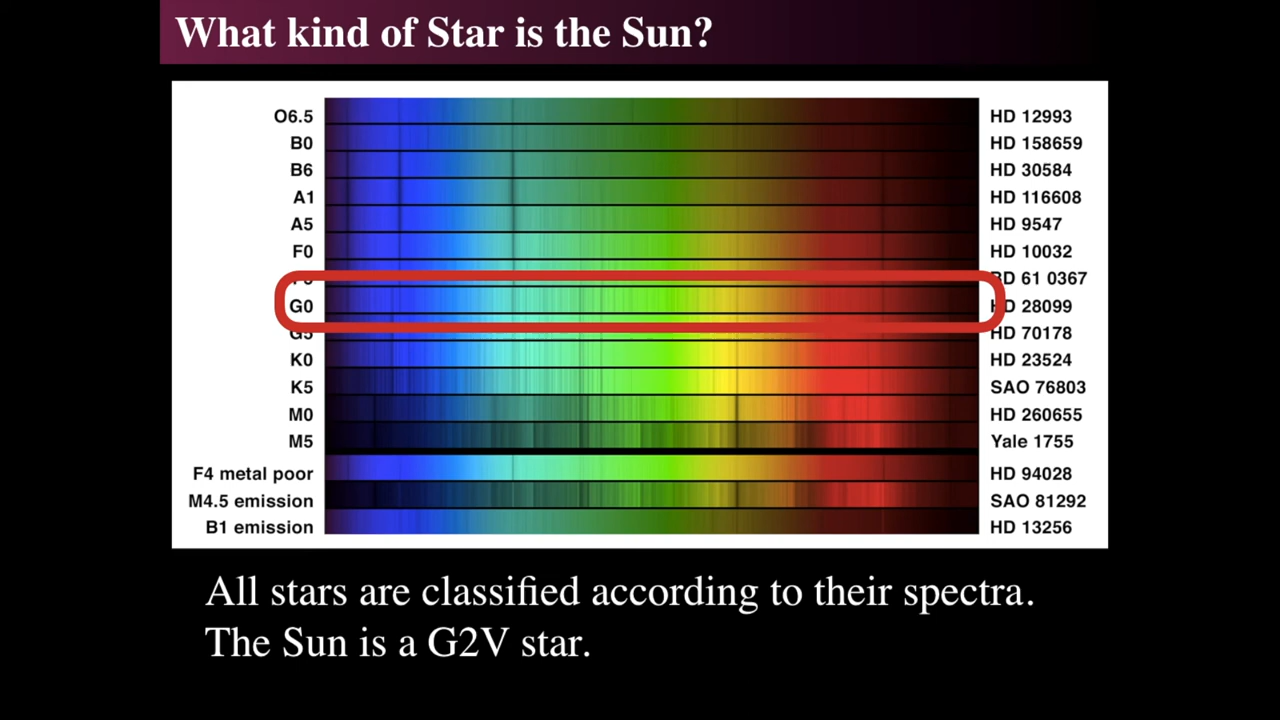 What kind of Star is the Sun?
O6.5 HD 12993
B0 HD 158659
B6 HD 30584
A1 HD 116608
A5 HD 9547
F0 HD 10032
BD 61 0367
G0 HD 28099
G5 HD 70178
K0 HD 23524
K5 SAO 76803
M0 HD 260655
M5 Yale 1755
F4 metal poor HD 94028
M4.5 emission SAO 81292
B1 emission HD 13256
All stars are classified according to their spectra.
The Sun is a G2V star.